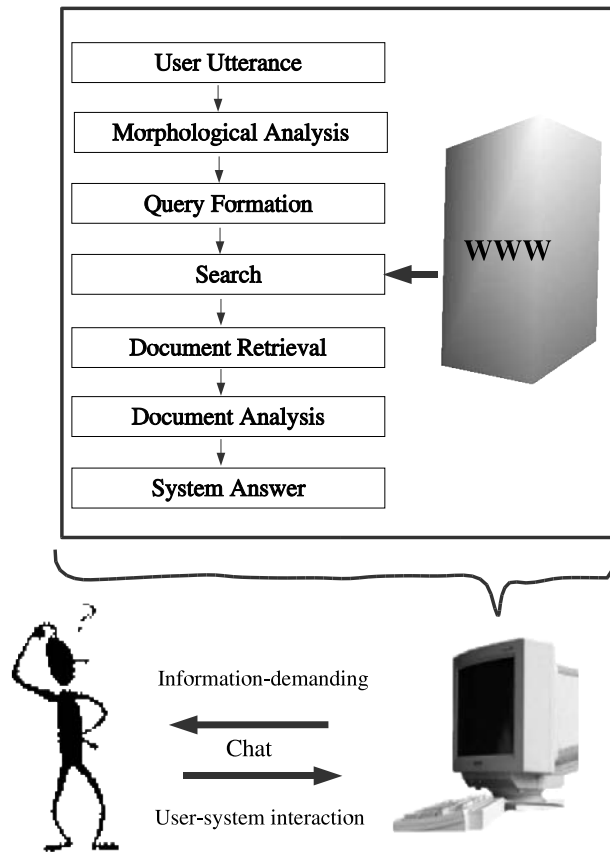 User Utterance
Morphological Analysis
Query Formation
WWW
Search
Document Retrieval
Document Analysis
System Answer
?
Information-demanding
Chat
User-system interaction